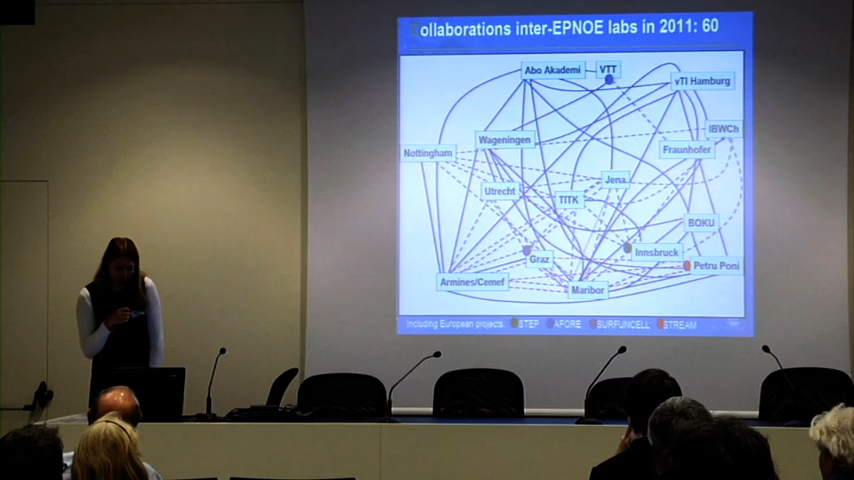 Collaborations inter-EPNOE labs in 2011: 60
Abo Akademi
VTT
vTI Hamburg
IBWCh
Wageningen
Nottingham
Fraunhofer
Jena
Utrecht
TITK
BOKU
Innsbruck
Graz
Petru Poni
Armines/Cemef
Maribor
Including European projects: STEP AFORE SURFUNCELL STREAM